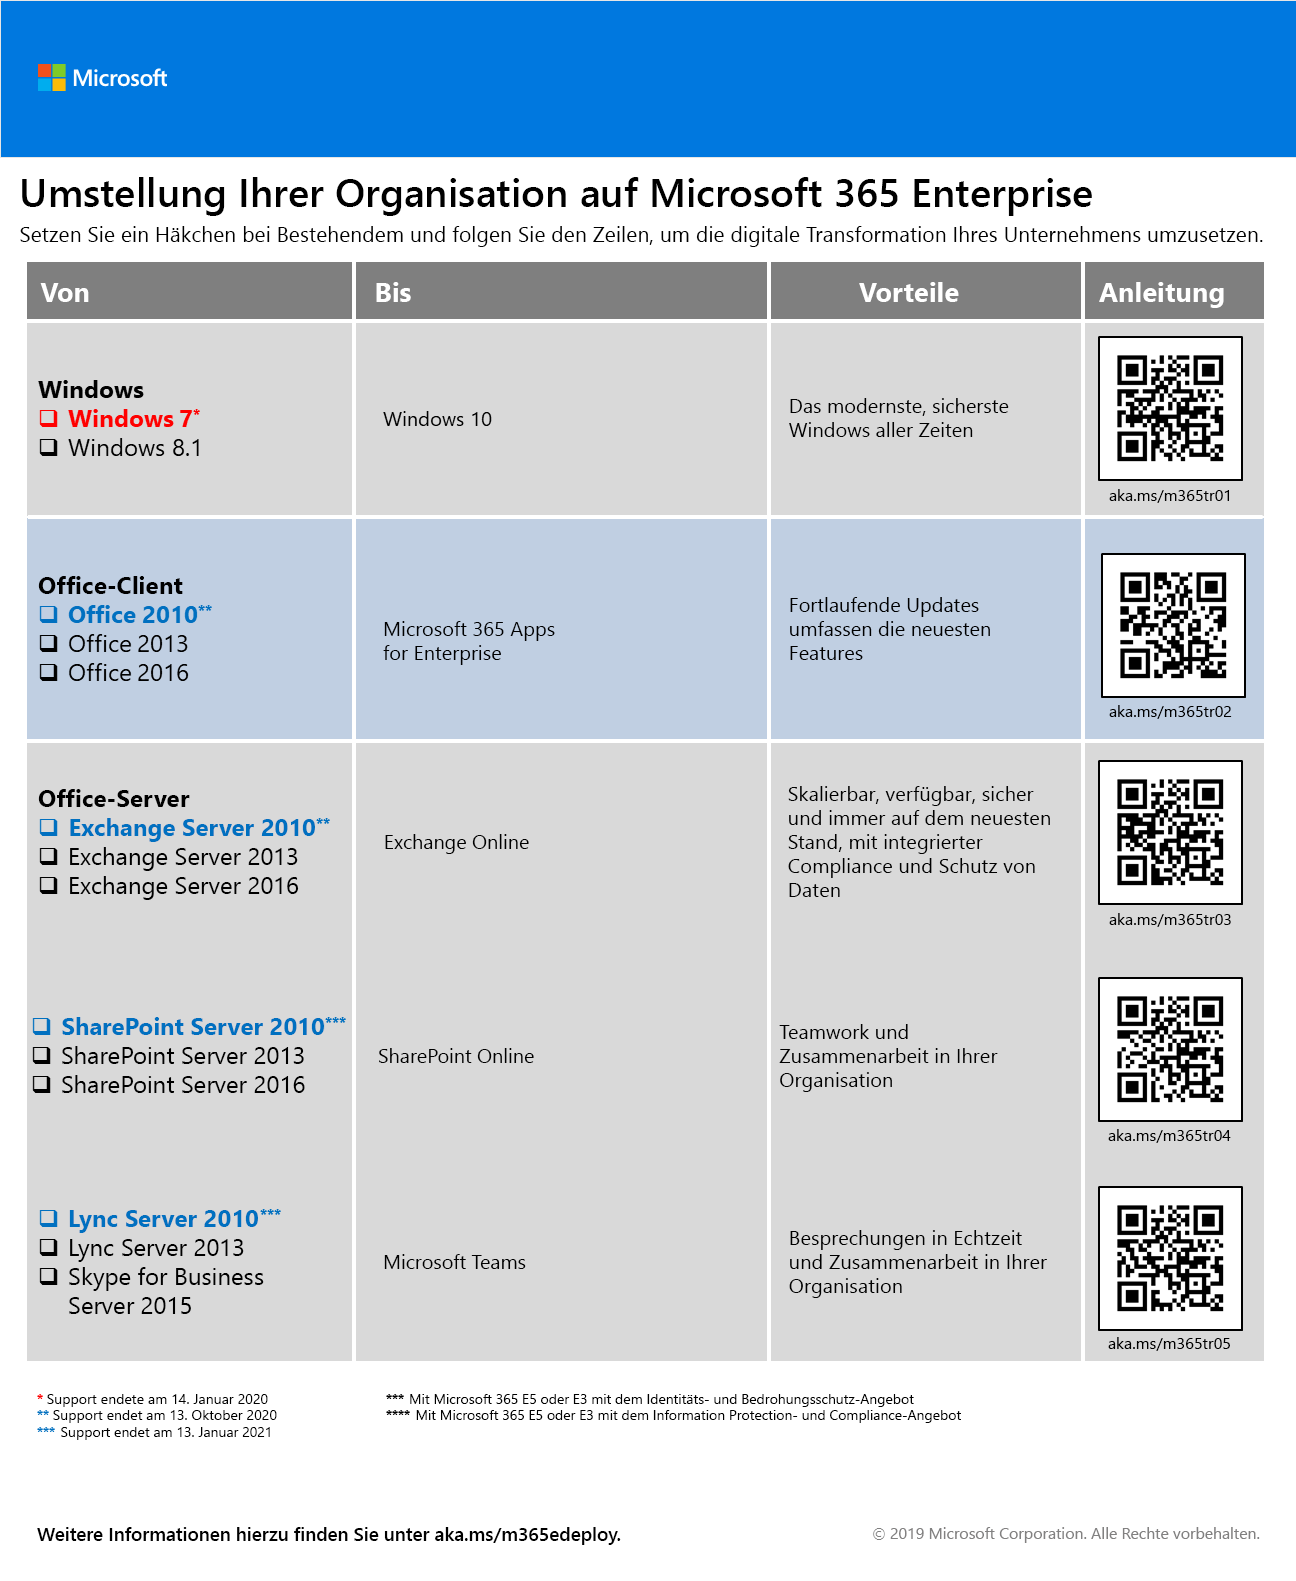 Microsoft
Umstellung Ihrer Organisation auf Microsoft 365 Enterprise
Setzen Sie ein Häkchen bei Bestehendem und folgen Sie den Zeilen, um die digitale Transformation Ihres Unternehmens umzusetzen.
Von
Bis
Vorteile
Anleitung
Windows
❑ Windows 7*
❑ Windows 8.1
Windows 10
Das modernste, sicherste
Windows aller Zeiten
aka.ms/m365tr01
Office-Client
❑ Office 2010**
❑ Office 2013
❑ Office 2016
Microsoft 365 Apps
for Enterprise
Fortlaufende Updates
umfassen die neuesten
Features
aka.ms/m365tr02
Office-Server
❑ Exchange Server 2010**
❑ Exchange Server 2013
❑ Exchange Server 2016
Exchange Online
Skalierbar, verfügbar, sicher
und immer auf dem neuesten
Stand, mit integrierter
Compliance und Schutz von
Daten
aka.ms/m365tr03
❑ SharePoint Server 2010***
❑ SharePoint Server 2013
❑ SharePoint Server 2016
SharePoint Online
Teamwork und
Zusammenarbeit in Ihrer
Organisation
aka.ms/m365tr04
❑ Lync Server 2010***
❑ Lync Server 2013
❑ Skype for Business
Server 2015
Microsoft Teams
Besprechungen in Echtzeit
und Zusammenarbeit in Ihrer
Organisation
aka.ms/m365tr05
* Support endete am 14. Januar 2020
** Support endet am 13. Oktober 2020
*** Support endet am 13. Januar 2021
*** Mit Microsoft 365 E5 oder E3 mit dem Identitäts- und Bedrohungsschutz-Angebot
**** Mit Microsoft 365 E5 oder E3 mit dem Information Protection- und Compliance-Angebot
Weitere Informationen hierzu finden Sie unter aka.ms/m365edeploy.
© 2019 Microsoft Corporation. Alle Rechte vorbehalten.